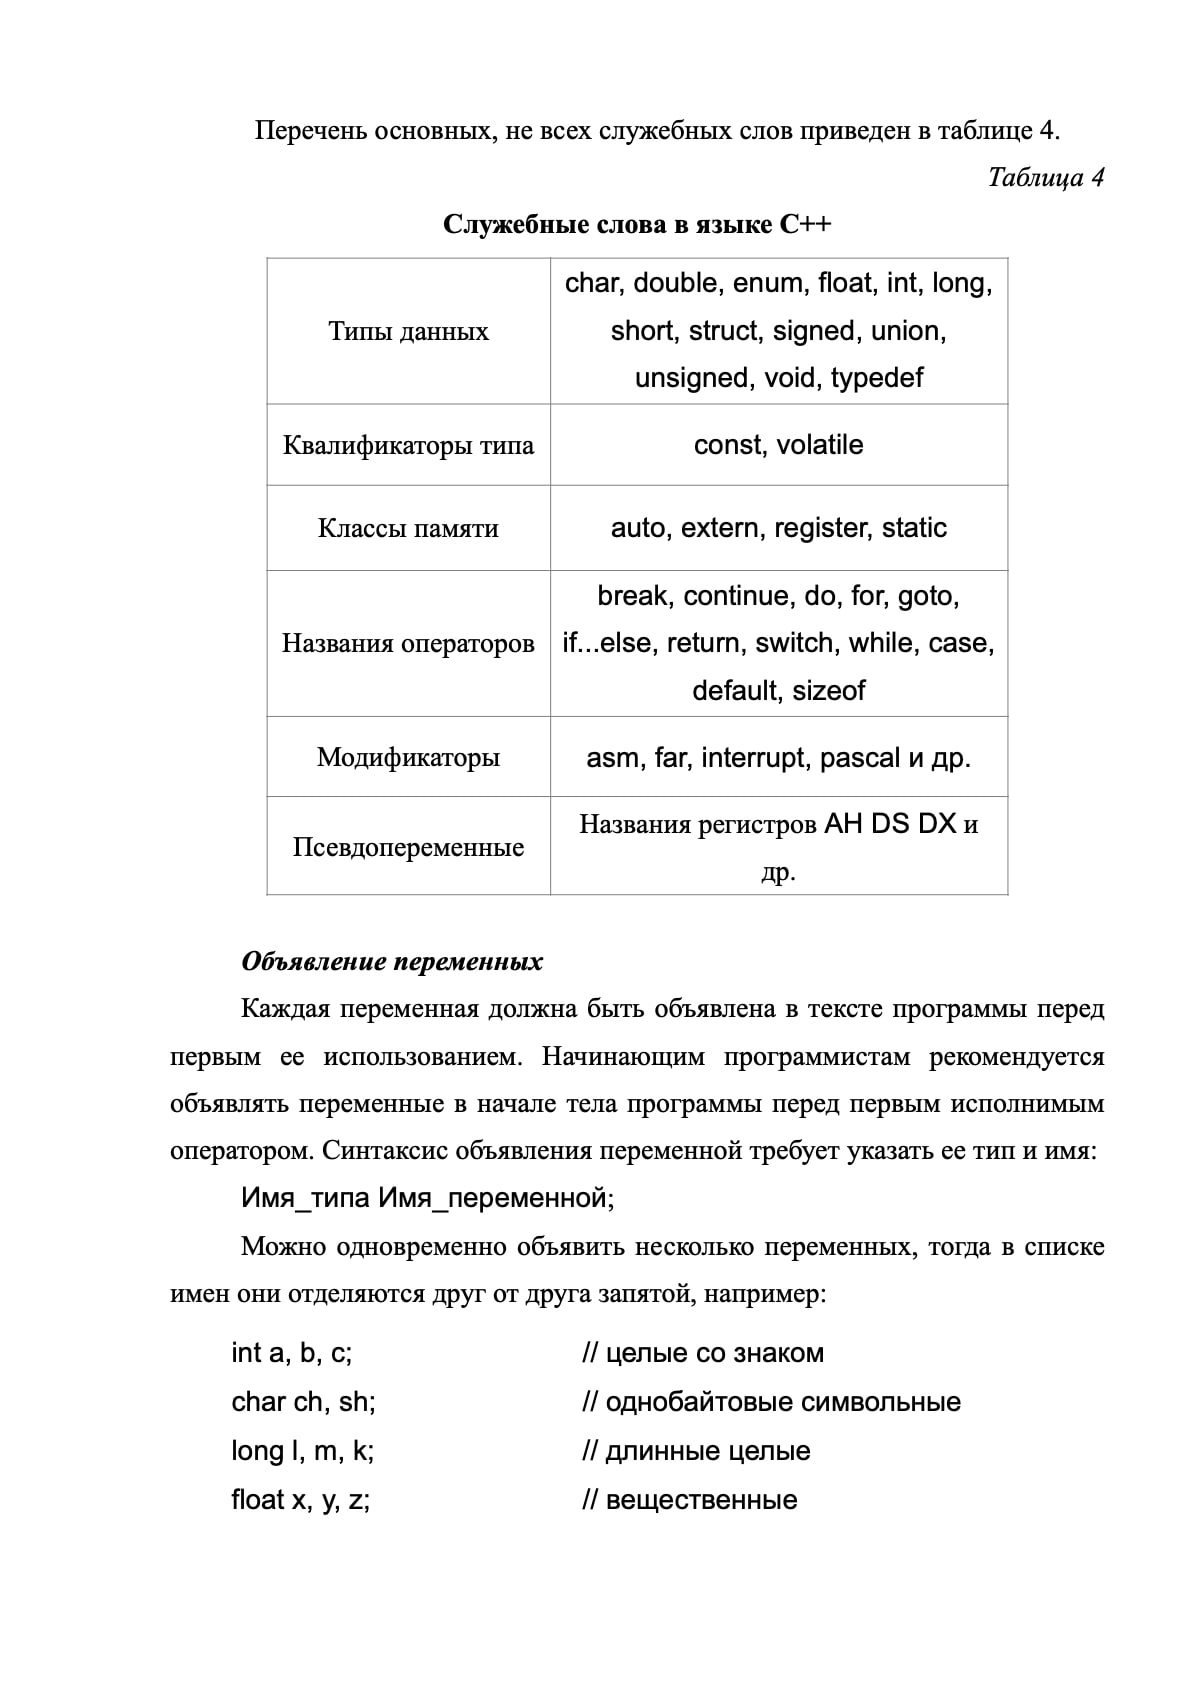 Перечень основных, не всех служебных слов приведен в таблице 4.
Таблица 4
Служебные слова в языке С++
Типы данных
char, double, enum, float, int, long,
short, struct, signed, union,
unsigned, void, typedef
Квалификаторы типа
const, volatile
Классы памяти
auto, extern, register, static
Названия операторов
break, continue, do, for, goto,
if...else, return, switch, while, case,
default, sizeof
Модификаторы
asm, far, interrupt, pascal и др.
Псевдопеременные
Названия регистров AH DS DX и
др.
Объявление переменных
Каждая переменная должна быть объявлена в тексте программы перед
первым ее использованием. Начинающим программистам рекомендуется
объявлять переменные в начале тела программы перед первым исполнимым
оператором. Синтаксис объявления переменной требует указать ее тип и имя:
Имя_типа Имя_переменной;
Можно одновременно объявить несколько переменных, тогда в списке
имен они отделяются друг от друга запятой, например:
int a, b, c; // целые со знаком
char ch, sh; // однобайтовые символьные
long l, m, k; // длинные целые
float x, y, z; // вещественные